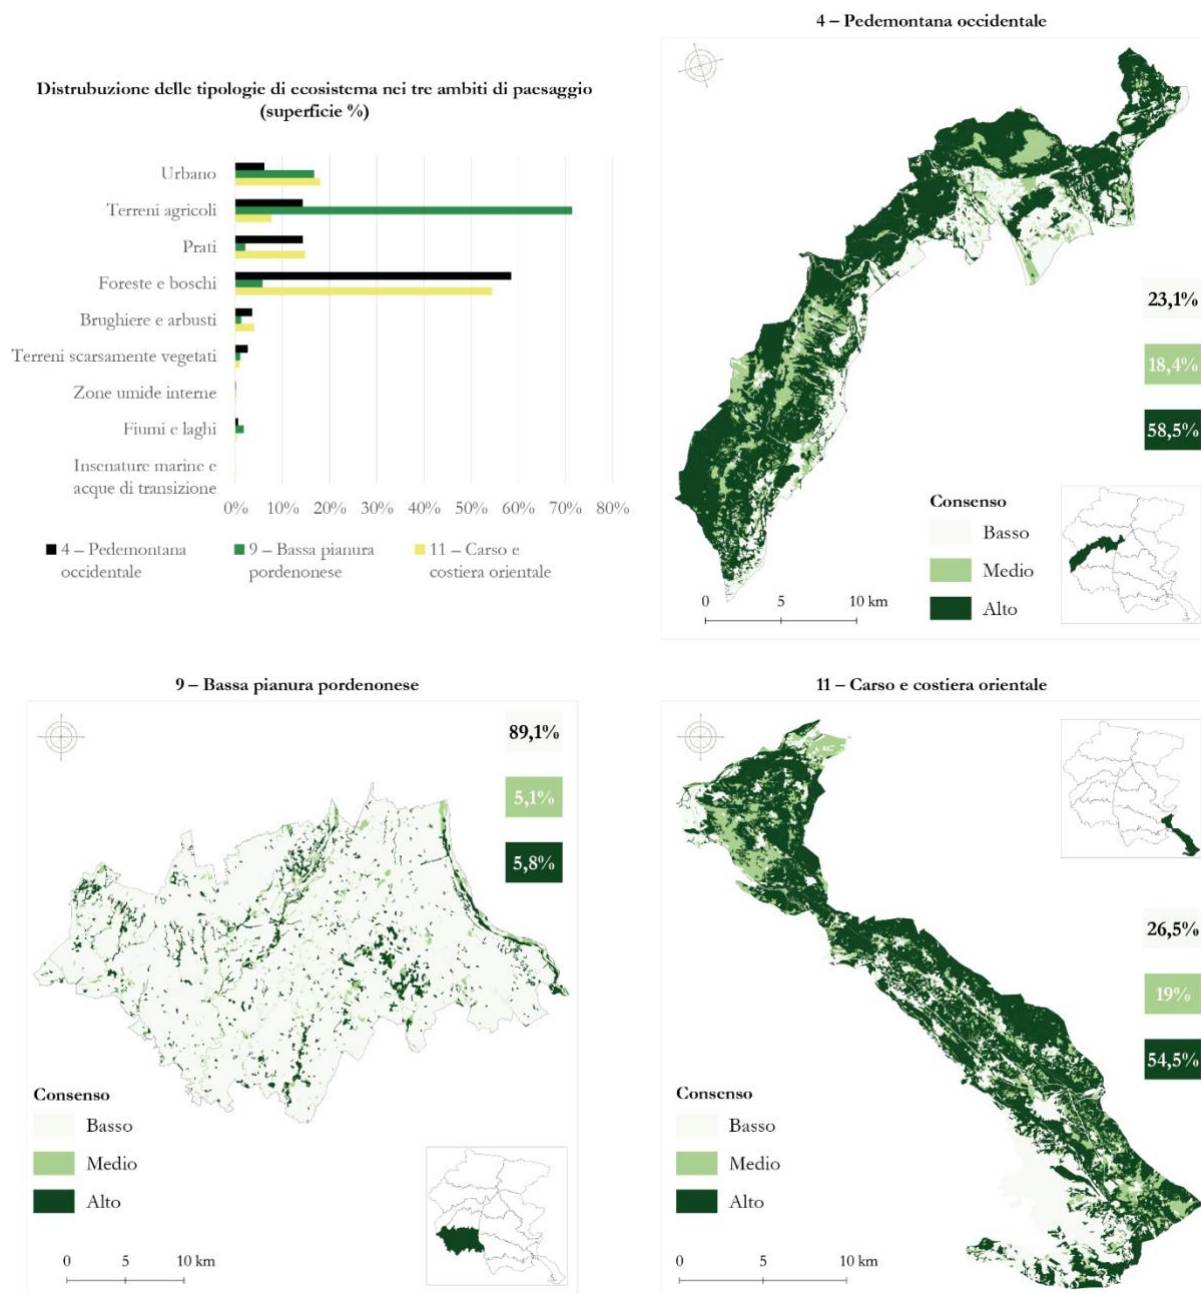 Distrubuzione delle tipologie di ecosistema nei tre ambiti di paesaggio
(superficie %)
Urbano
Terreni agricoli
Prati
Foreste e boschi
Brughiere e arbusti
Terreni scarsamente vegetati
Zone umide interne
Fiumi e laghi
Insenature marine e
acque di transizione
0% 10% 20% 30% 40% 50% 60% 70% 80%
4 – Pedemontana
occidentale
9 – Bassa pianura
pordenonese
11 – Carso e
costiera orientale
4 – Pedemontana occidentale
23,1%
18,4%
58,5%
Consenso
Basso
Medio
Alto
0 5 10 km
9 – Bassa pianura pordenonese
89,1%
5,1%
5,8%
Consenso
Basso
Medio
Alto
0 5 10 km
11 – Carso e costiera orientale
26,5%
19%
54,5%
Consenso
Basso
Medio
Alto
0 5 10 km